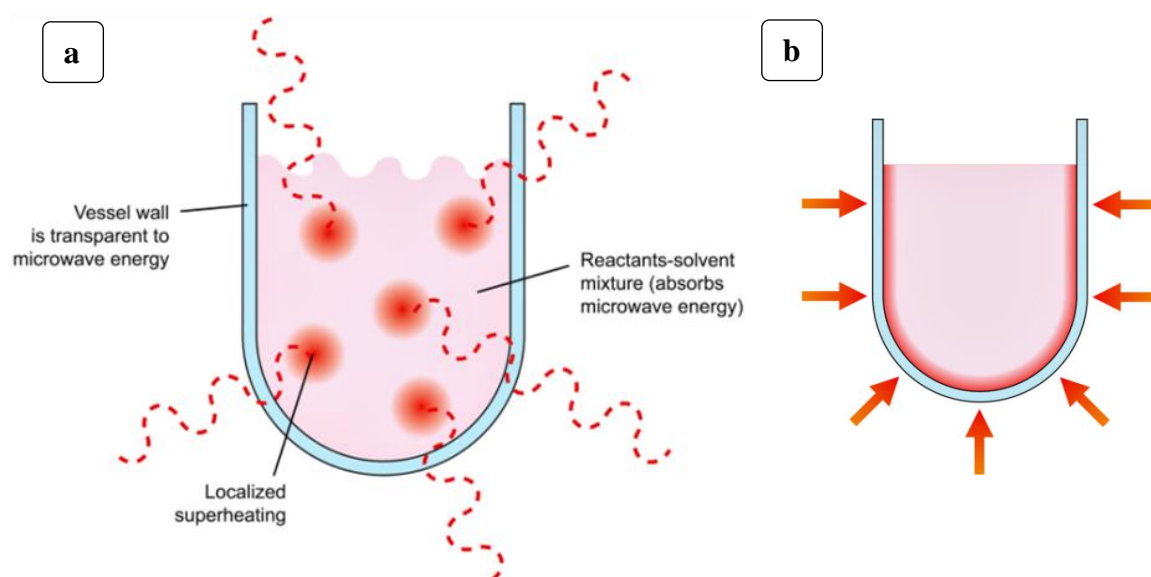 a
b
Vessel wall
is transparent to
microwave energy
Reactants-solvent
mixture (absorbs
microwave energy)
Localized
superheating